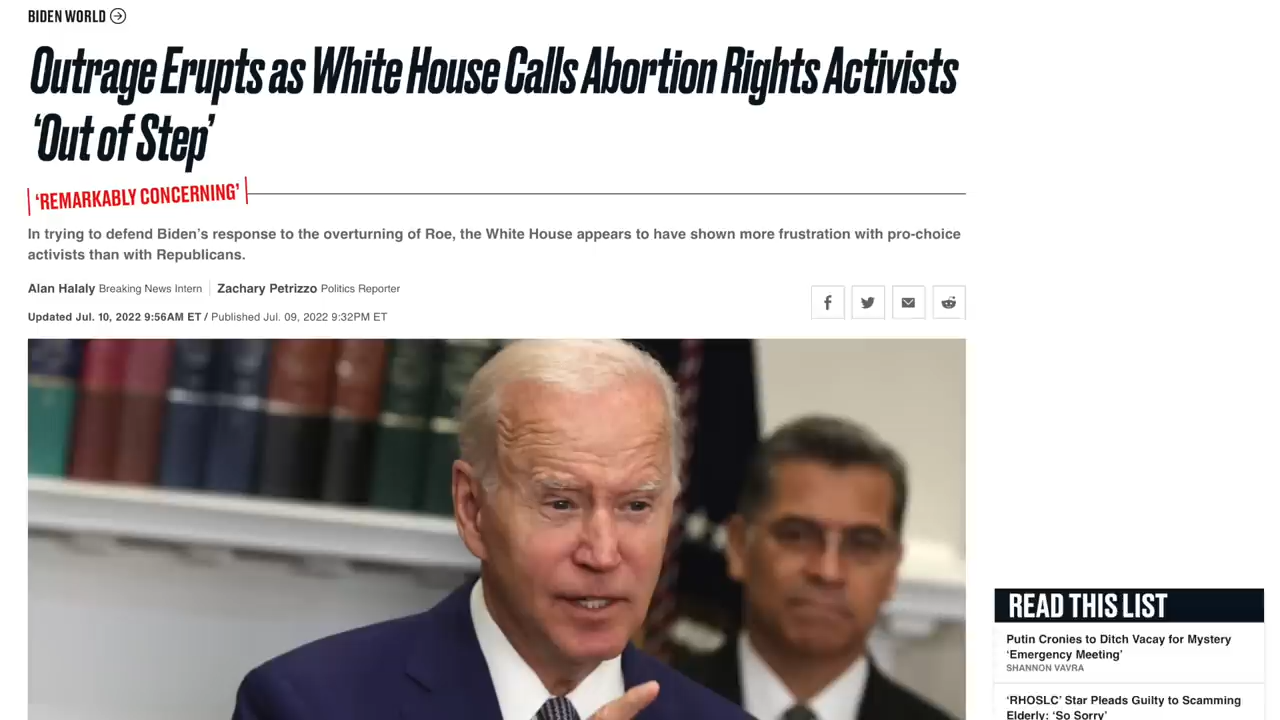 BIDEN WORLD
Outrage Erupts as White House Calls Abortion Rights Activists
‘Out of Step’
‘REMARKABLY CONCERNING’
In trying to defend Biden’s response to the overturning of Roe, the White House appears to have shown more frustration with pro-choice
activists than with Republicans.
Alan Halaly Breaking News Intern | Zachary Petrizzo Politics Reporter
Updated Jul. 10, 2022 9:56AM ET / Published Jul. 09, 2022 9:32PM ET
READ THIS LIST
Putin Cronies to Ditch Vacay for Mystery
‘Emergency Meeting’
SHANNON VAVRA
‘RHOSLC’ Star Pleads Guilty to Scamming
Elderly: ‘So Sorry’